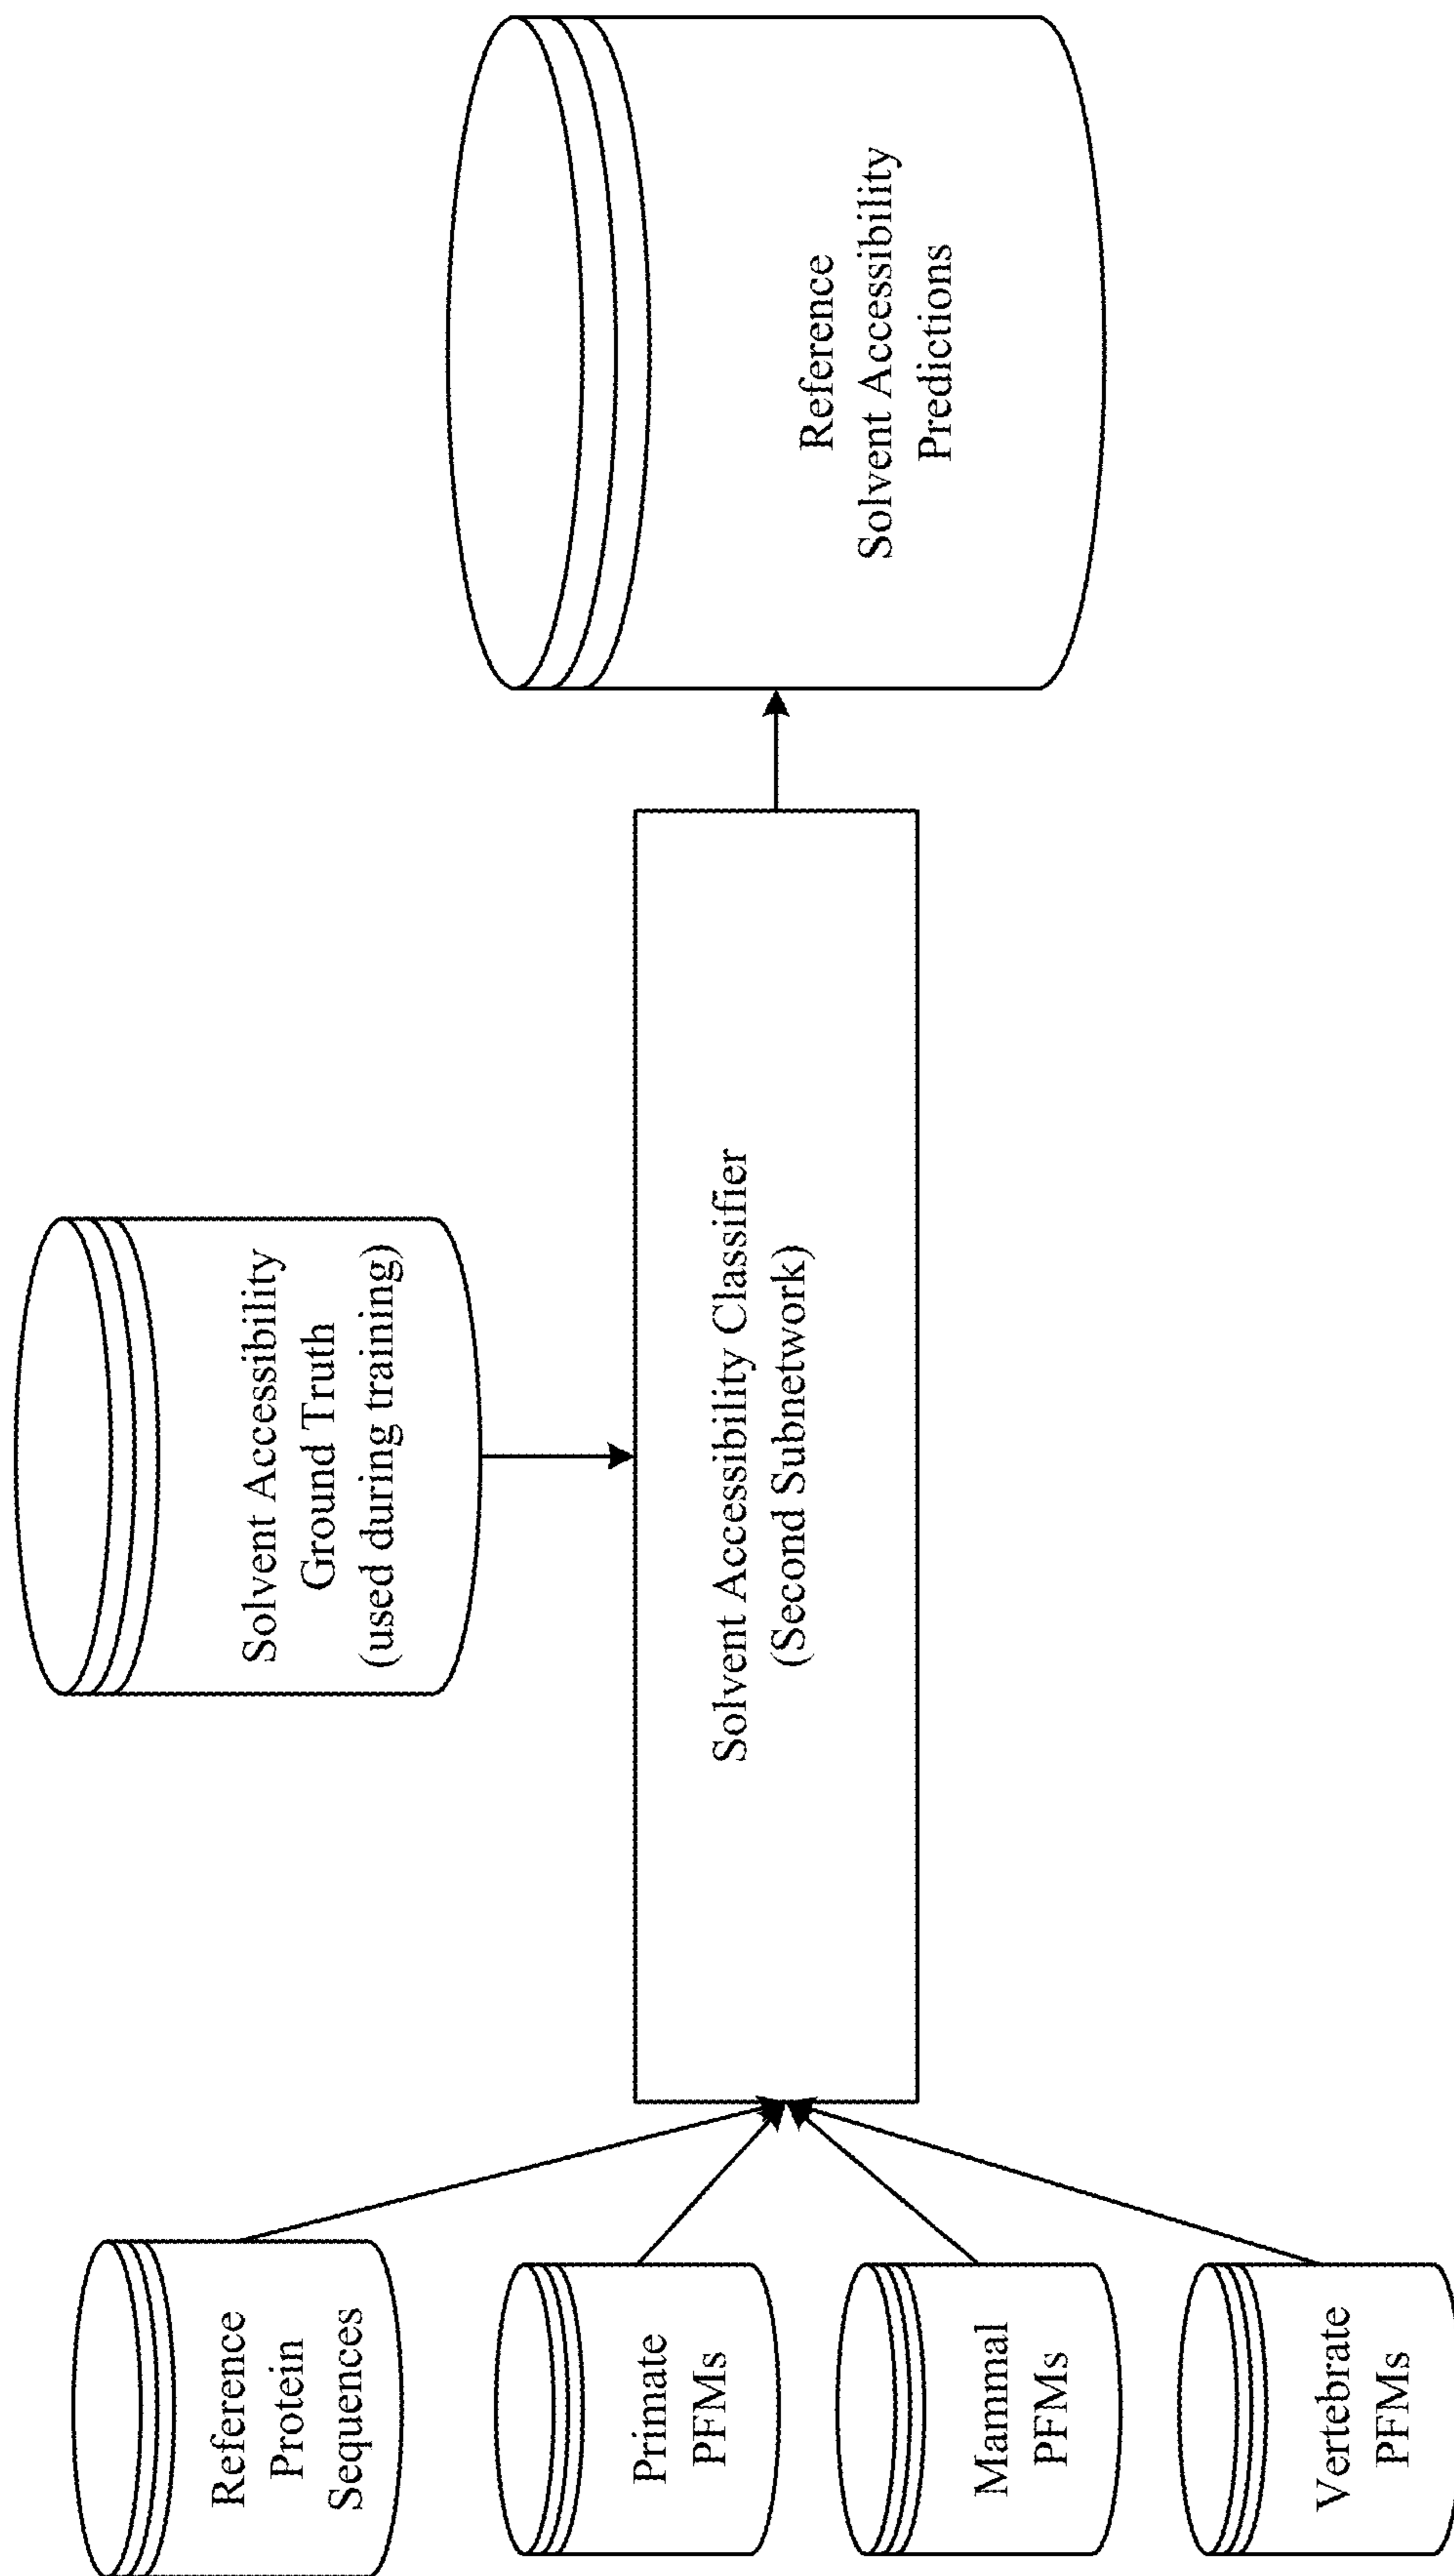 Reference
Protein
Sequences
Primate
PFMs
Mammal
PFMs
Vertebrate
PFMs
Solvent Accessibility
Ground Truth
(used during training)
Solvent Accessibility Classifier
(Second Subnetwork)
Reference
Solvent Accessibility
Predictions